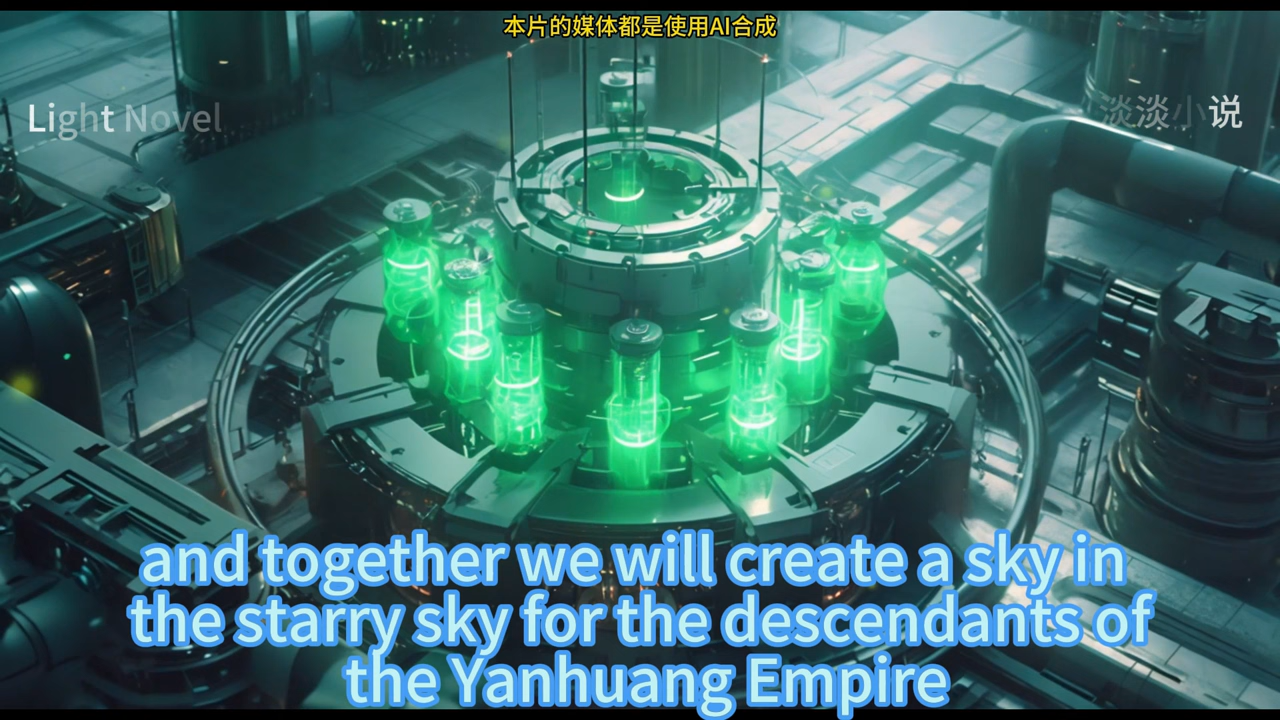 本片的媒体都是使用AI合成
Light Novel
淡淡小说
and together we will create a sky in
the starry sky for the descendants of
the Yanhuang Empire